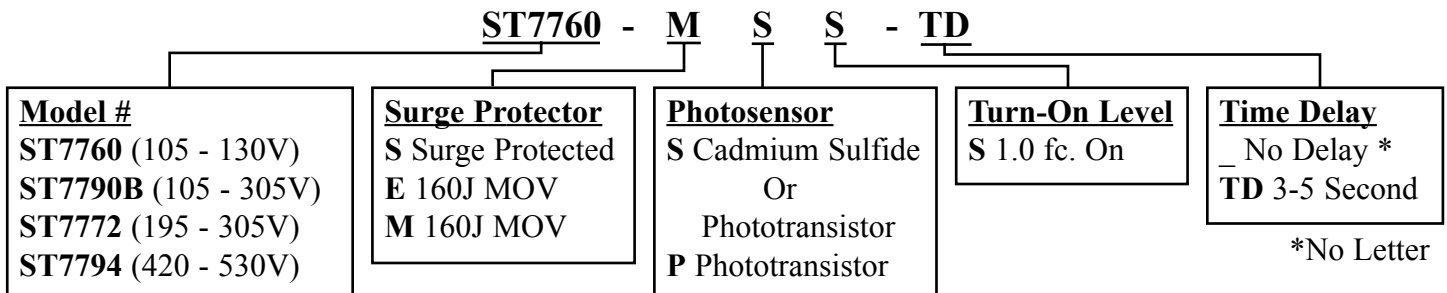 ST7760 - M S S - TD
Model #
ST7760 (105 - 130V)
ST7790B (105 - 305V)
ST7772 (195 - 305V)
ST7794 (420 - 530V)
Surge Protector
S Surge Protected
E 160J MOV
M 160J MOV
Photosensor
S Cadmium Sulfide
Or
Phototransistor
P Phototransistor
Turn-On Level
S 1.0 fc. On
Time Delay
_ No Delay *
TD 3-5 Second
*No Letter